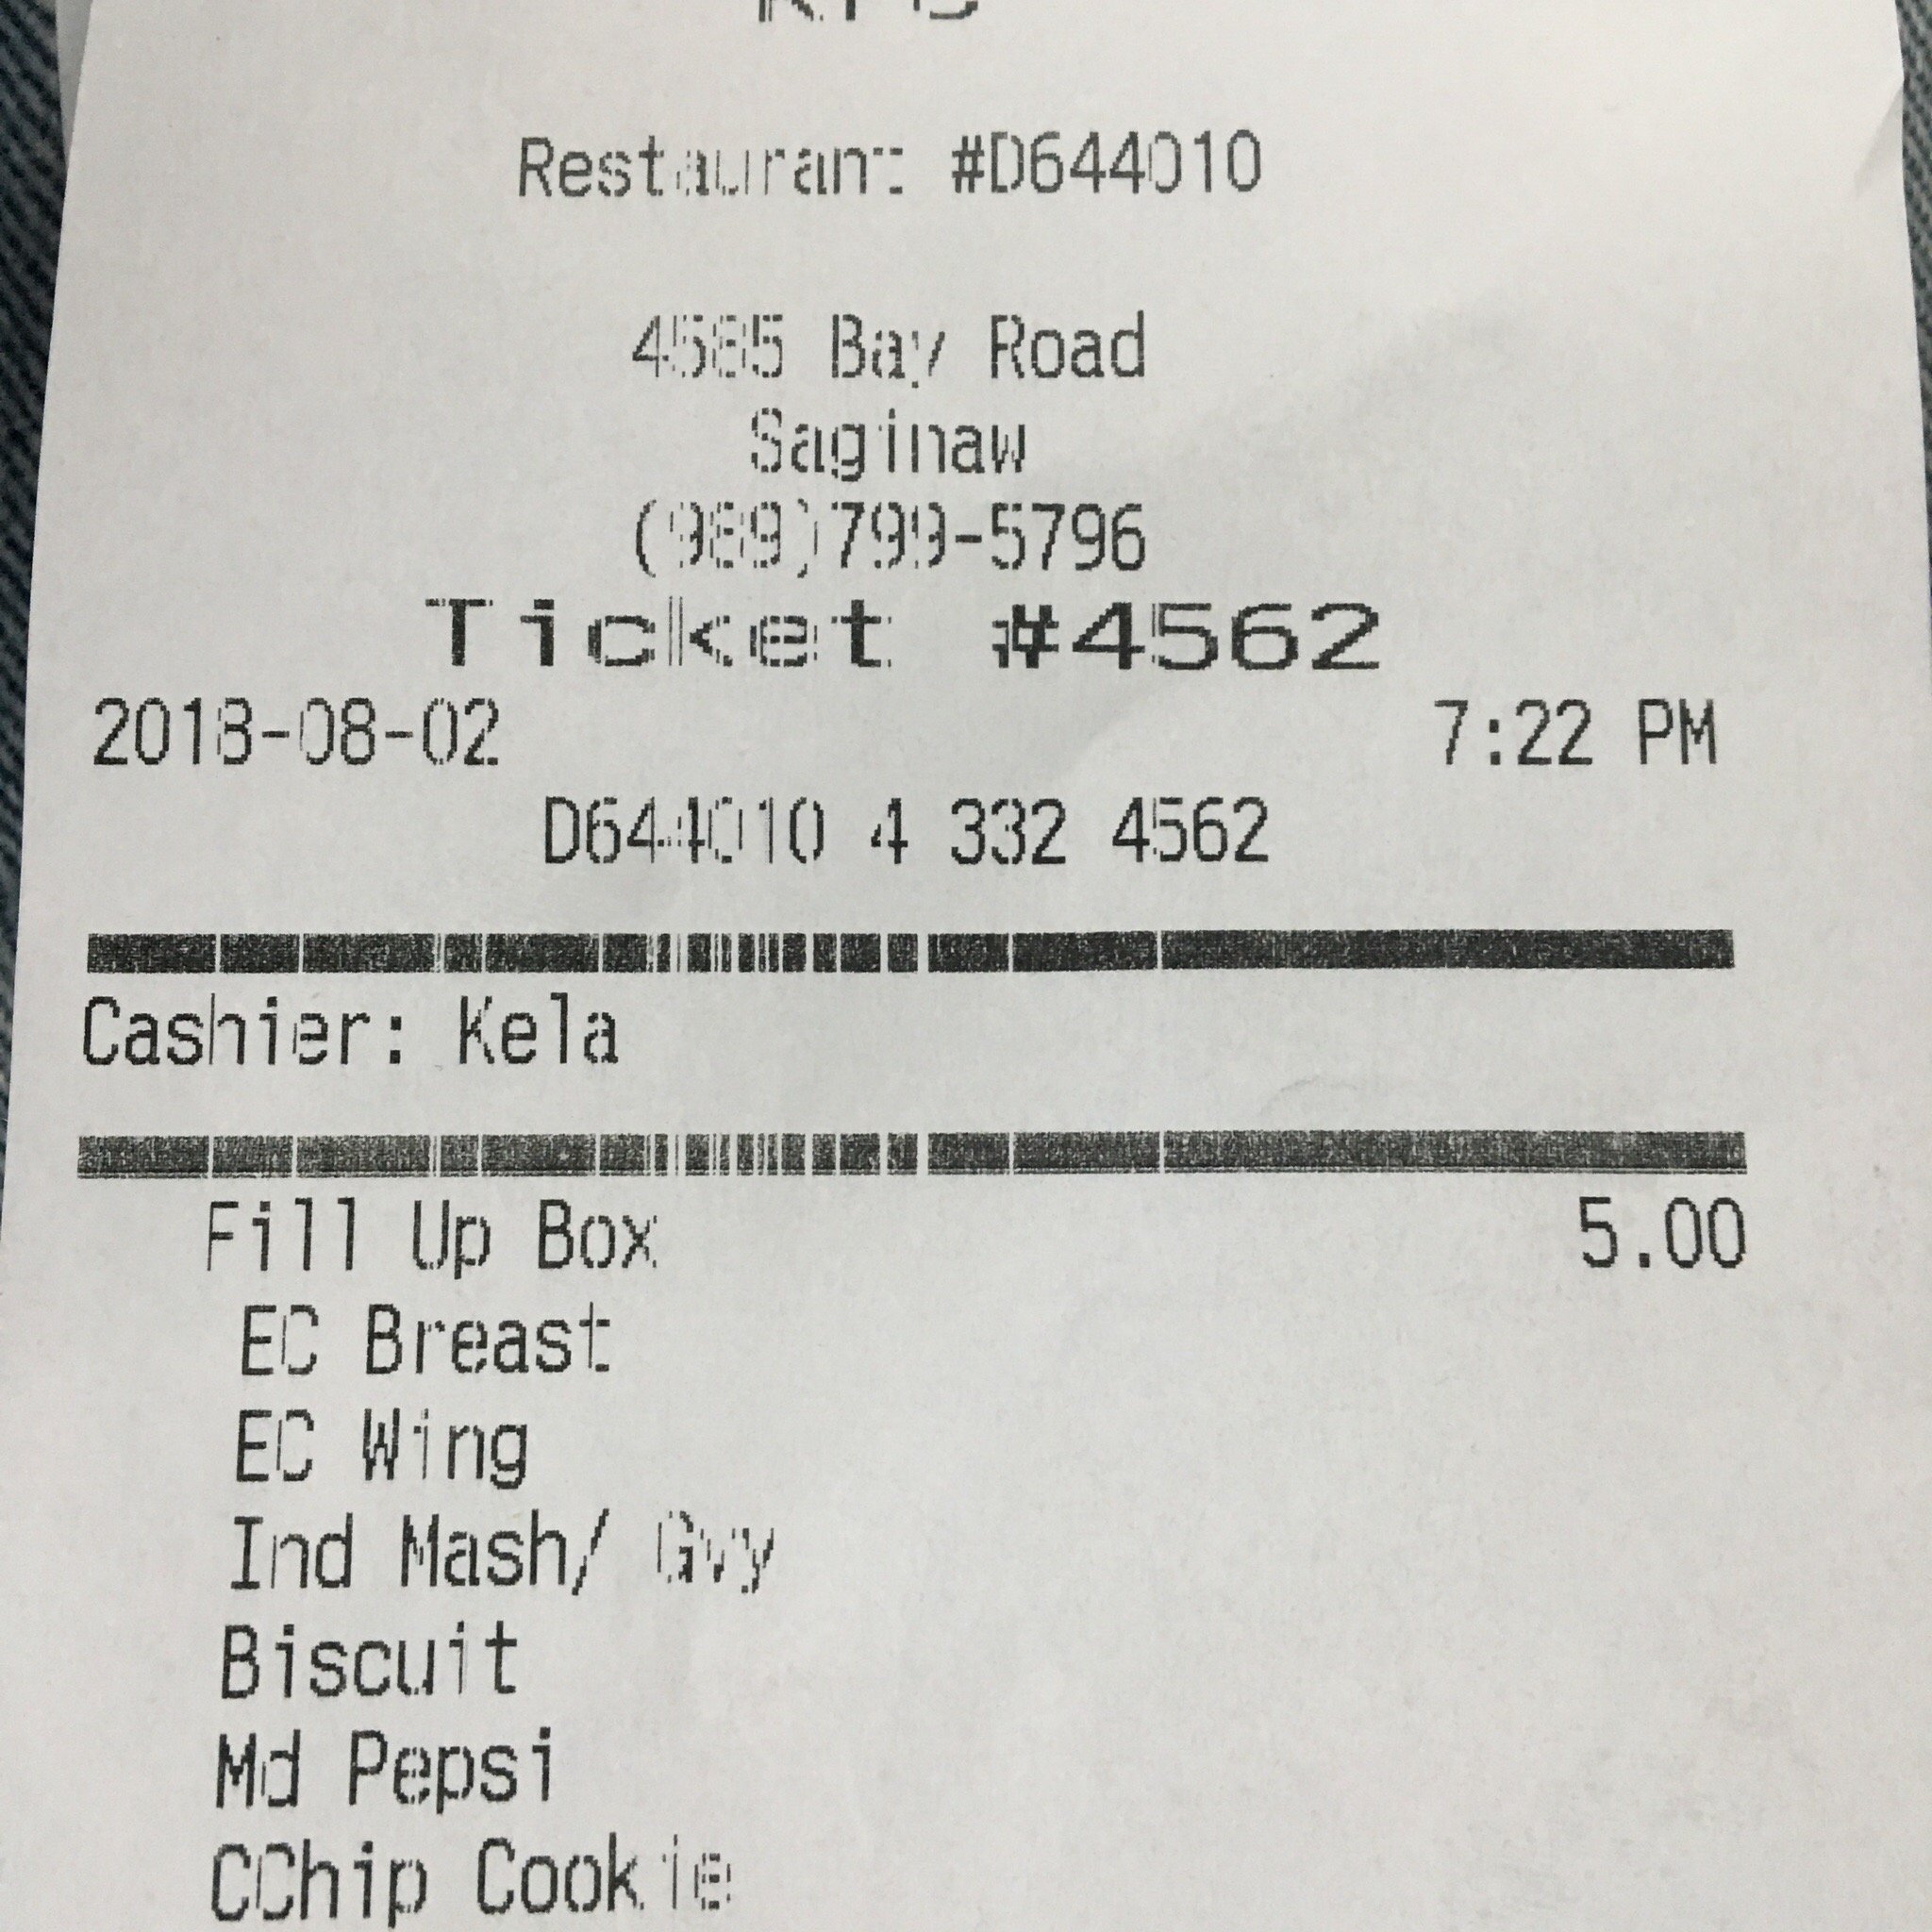 KFC
Restaurant #D644010
4585 Bay Road
Saginaw
(989)799-5796
Ticket #4562
2018-08-02 7:22 PM
D644010 4 332 4562
Cashier: Kela
Fill Up Box 5.00
EC Breast
EC Wing
Ind Mash/ Gvy
Biscuit
Md Pepsi
CChip Cookie